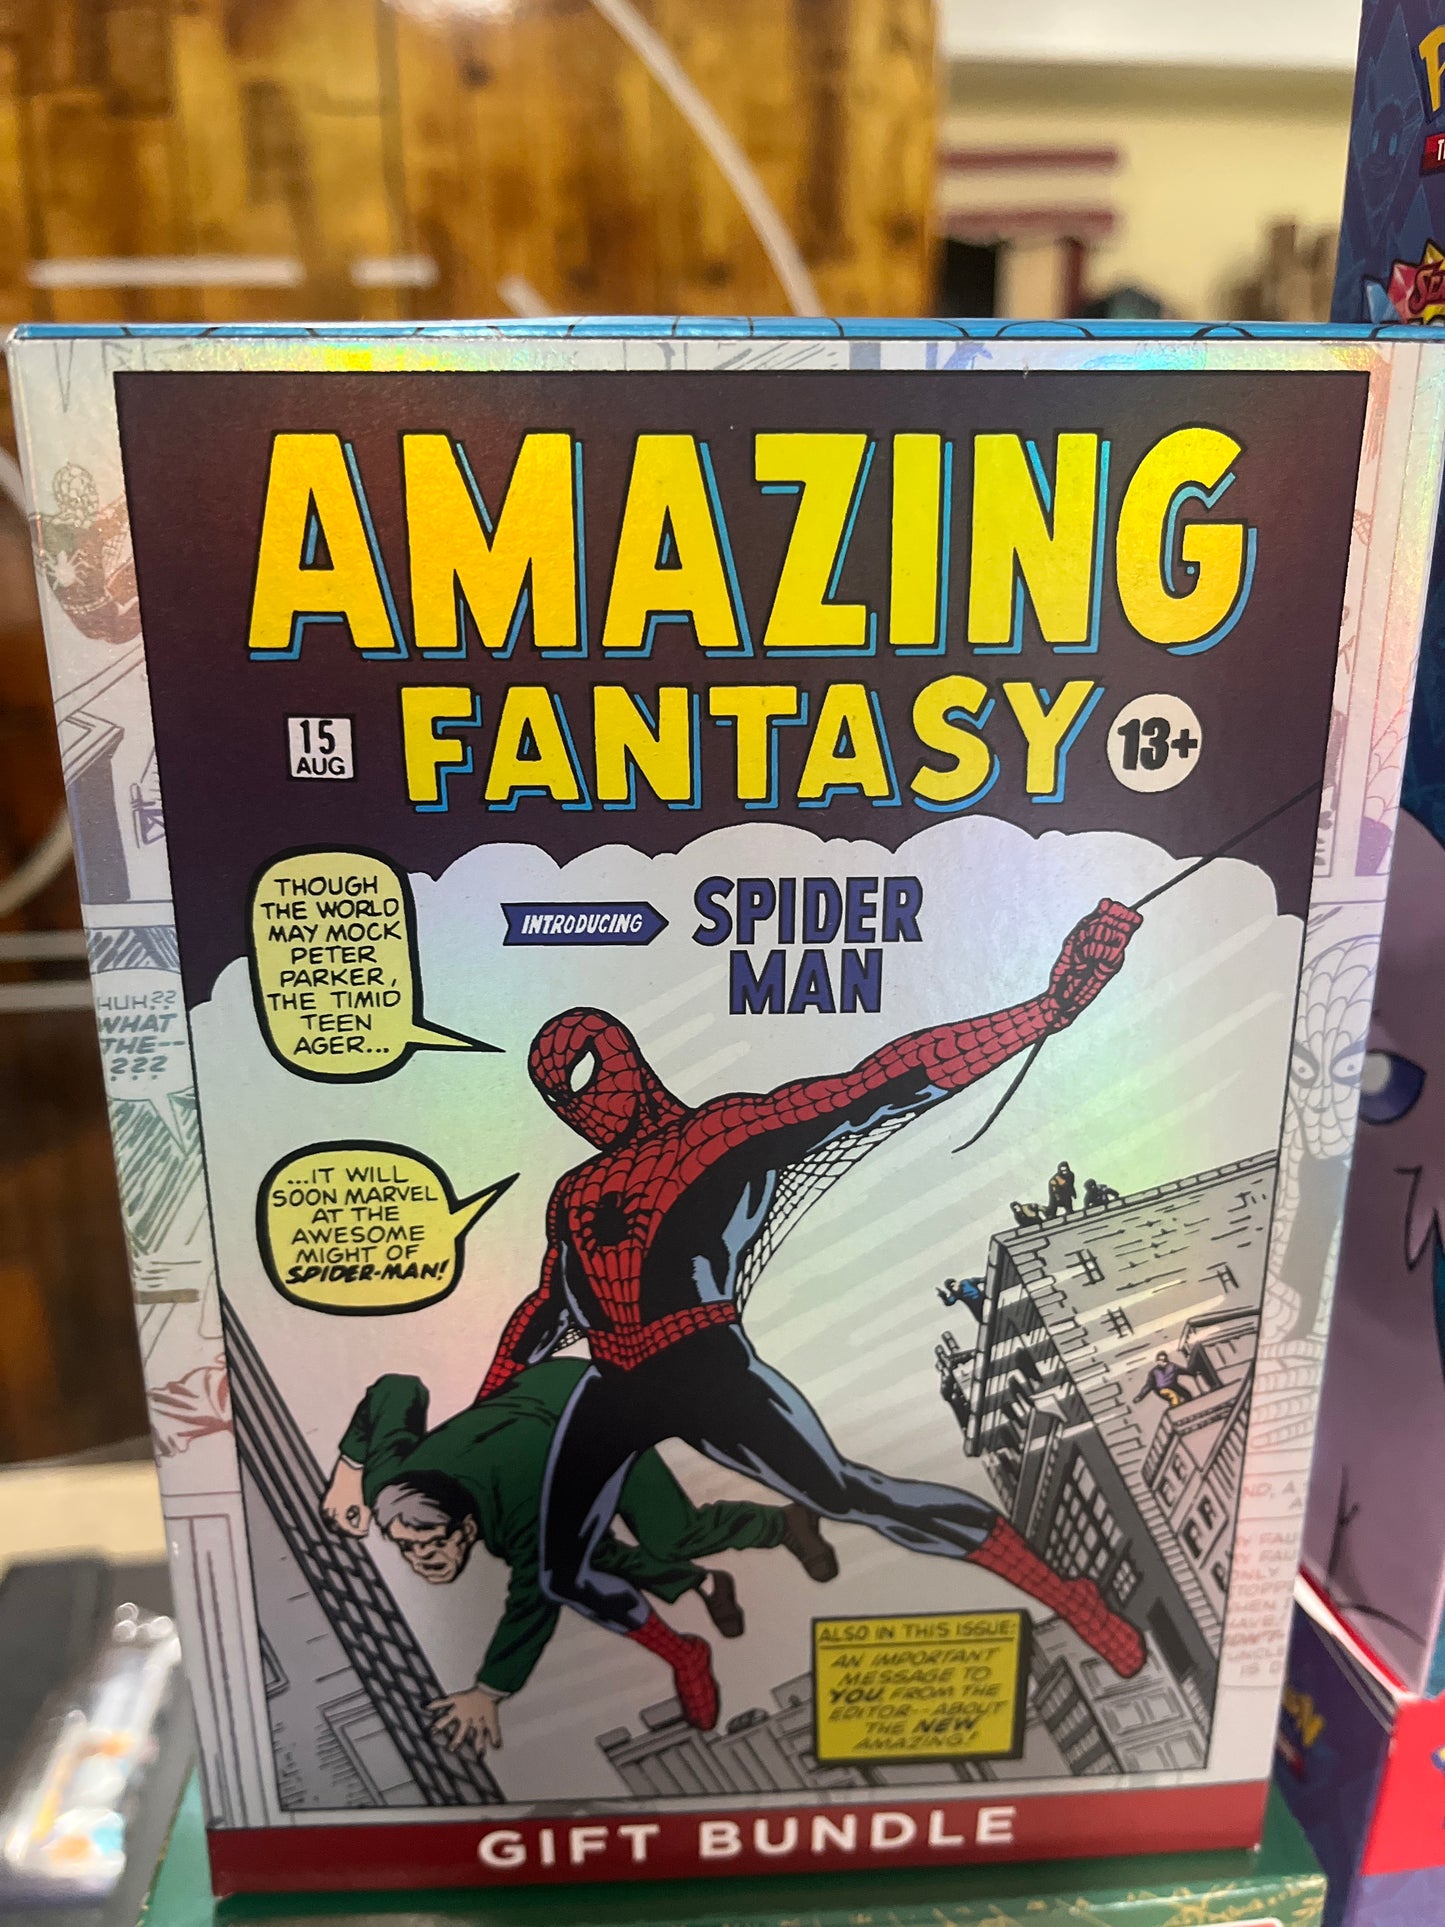 AMAZING
FANTASY
15
AUG
13+
THOUGH
THE WORLD
MAY MOCK
PETER
PARKER,
THE TIMID
TEEN
AGER...
INTRODUCING
SPIDER
MAN
...IT WILL
SOON MARVEL
AT THE
AWESOME
MIGHT OF
SPIDER-MAN!
ALSO IN THIS ISSUE:
AN IMPORTANT
MESSAGE TO
YOU, FROM THE
EDITOR--ABOUT
THE NEW
AMAZING!
GIFT BUNDLE
HUH??
WHAT
THE--
???